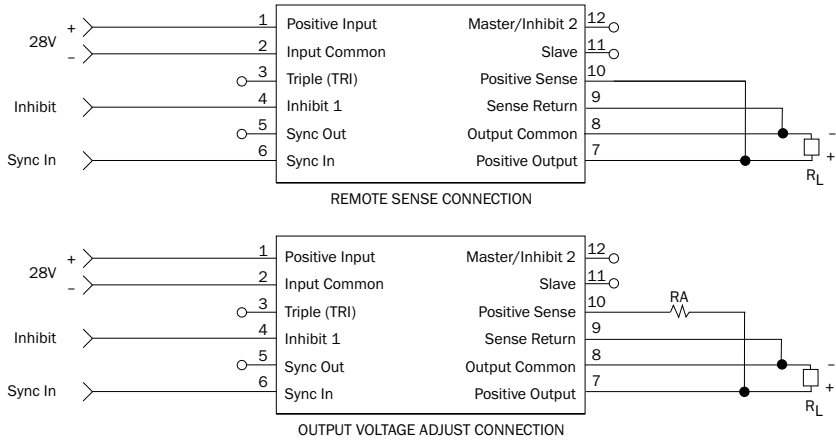 1 Positive Input Master/Inhibit 2 12
28V + −
2 Input Common Slave 11
3 Triple (TRI) Positive Sense 10
Inhibit 4 Inhibit 1 Sense Return 9
5 Sync Out Output Common 8 −
Sync In 6 Sync In Positive Output 7 +
RL
REMOTE SENSE CONNECTION
1 Positive Input Master/Inhibit 2 12
28V + −
2 Input Common Slave 11
3 Triple (TRI) Positive Sense 10 RA
Inhibit 4 Inhibit 1 Sense Return 9
5 Sync Out Output Common 8 −
Sync In 6 Sync In Positive Output 7 +
RL
OUTPUT VOLTAGE ADJUST CONNECTION